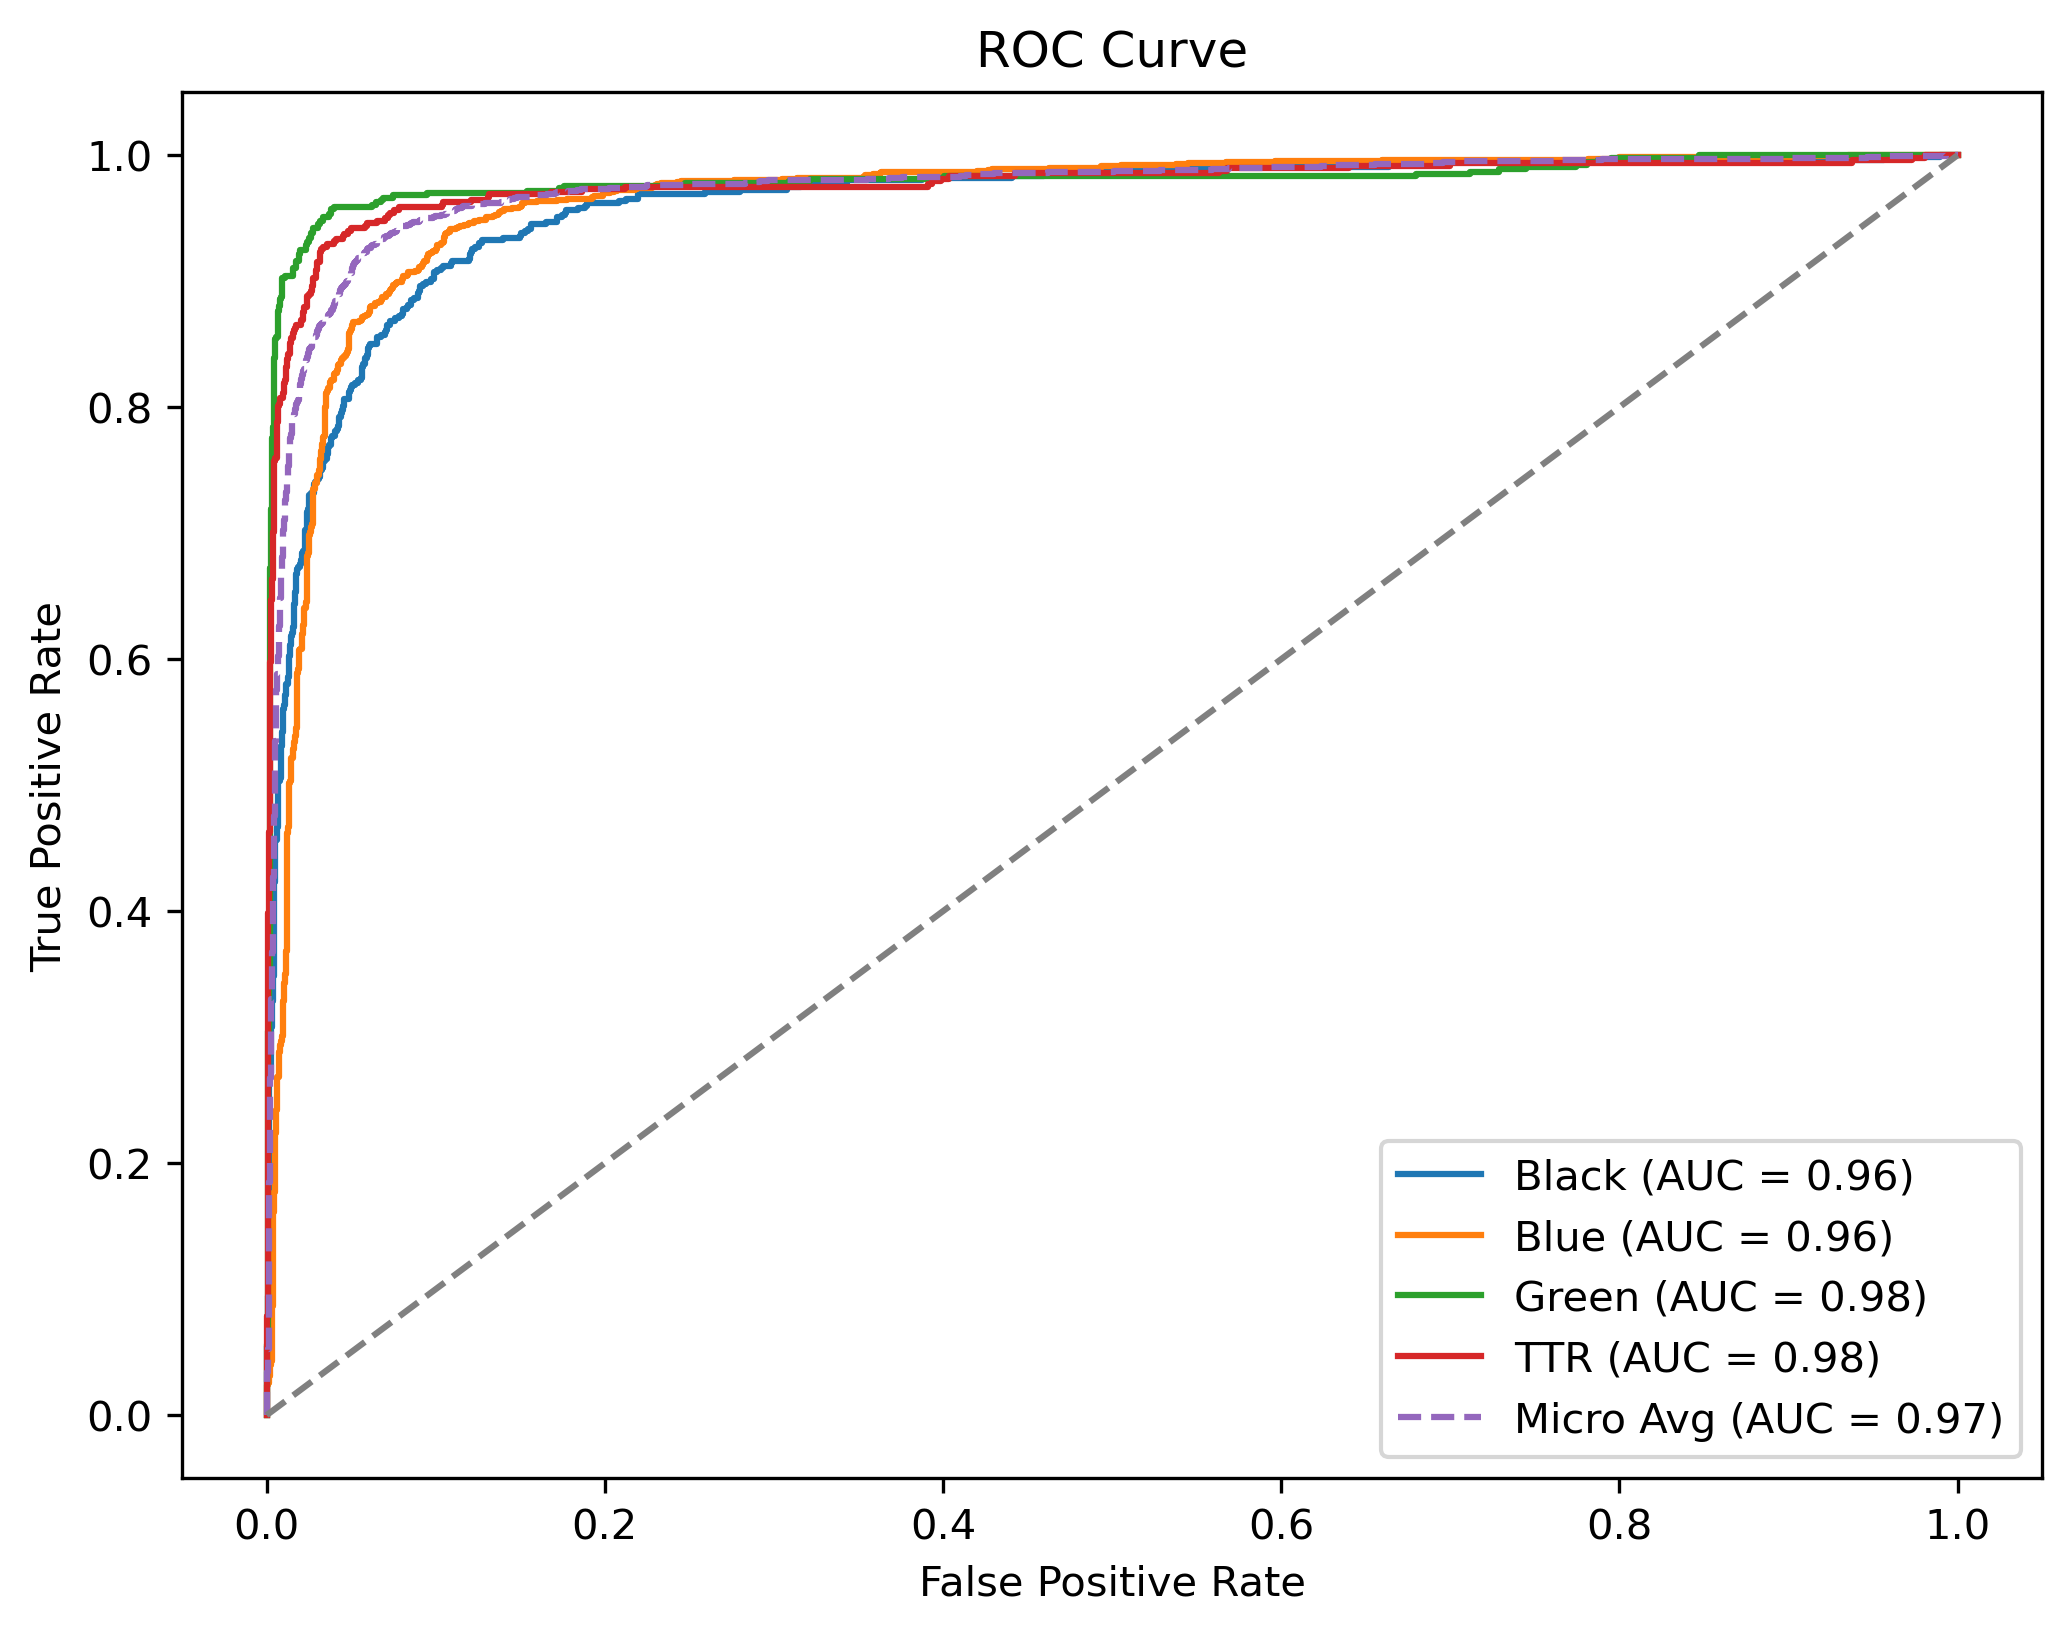 ROC Curve
True Positive Rate
1.0
0.8
0.6
0.4
0.2
0.0
0.0 0.2 0.4 0.6 0.8 1.0
False Positive Rate
Black (AUC = 0.96)
Blue (AUC = 0.96)
Green (AUC = 0.98)
TTR (AUC = 0.98)
Micro Avg (AUC = 0.97)